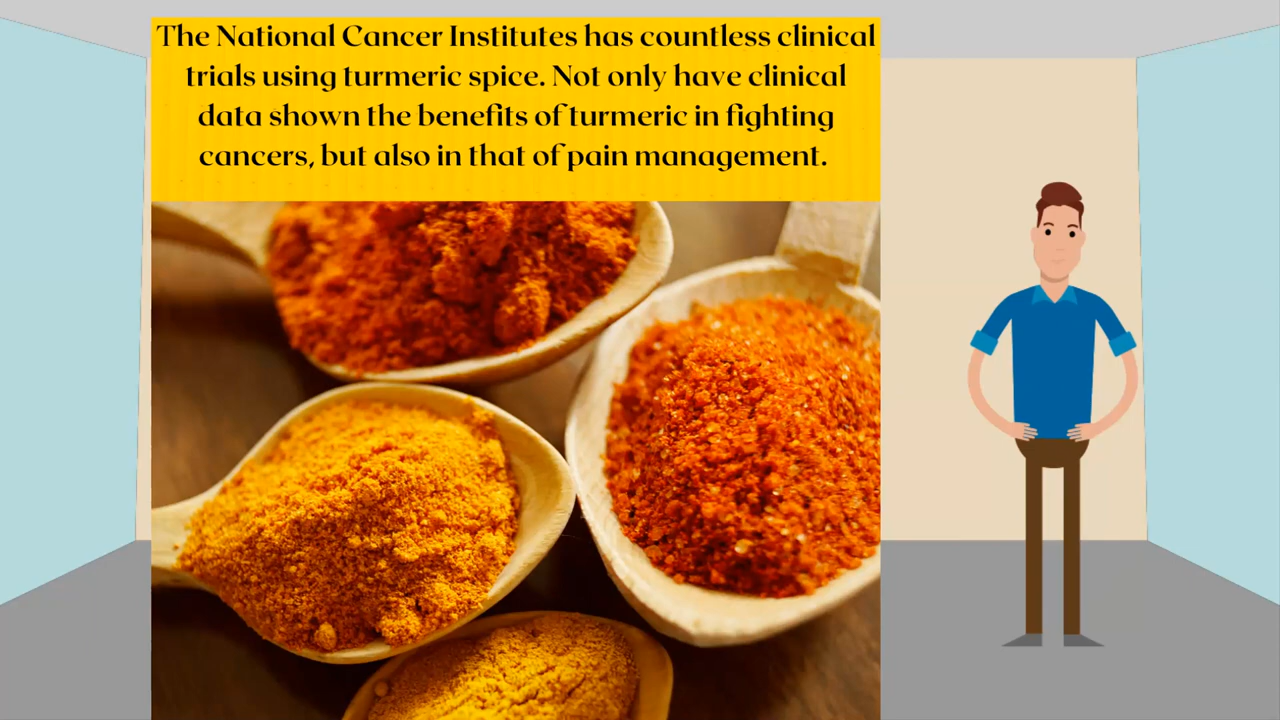 The National Cancer Institutes has countless clinical
trials using turmeric spice. Not only have clinical
data shown the benefits of turmeric in fighting
cancers, but also in that of pain management.